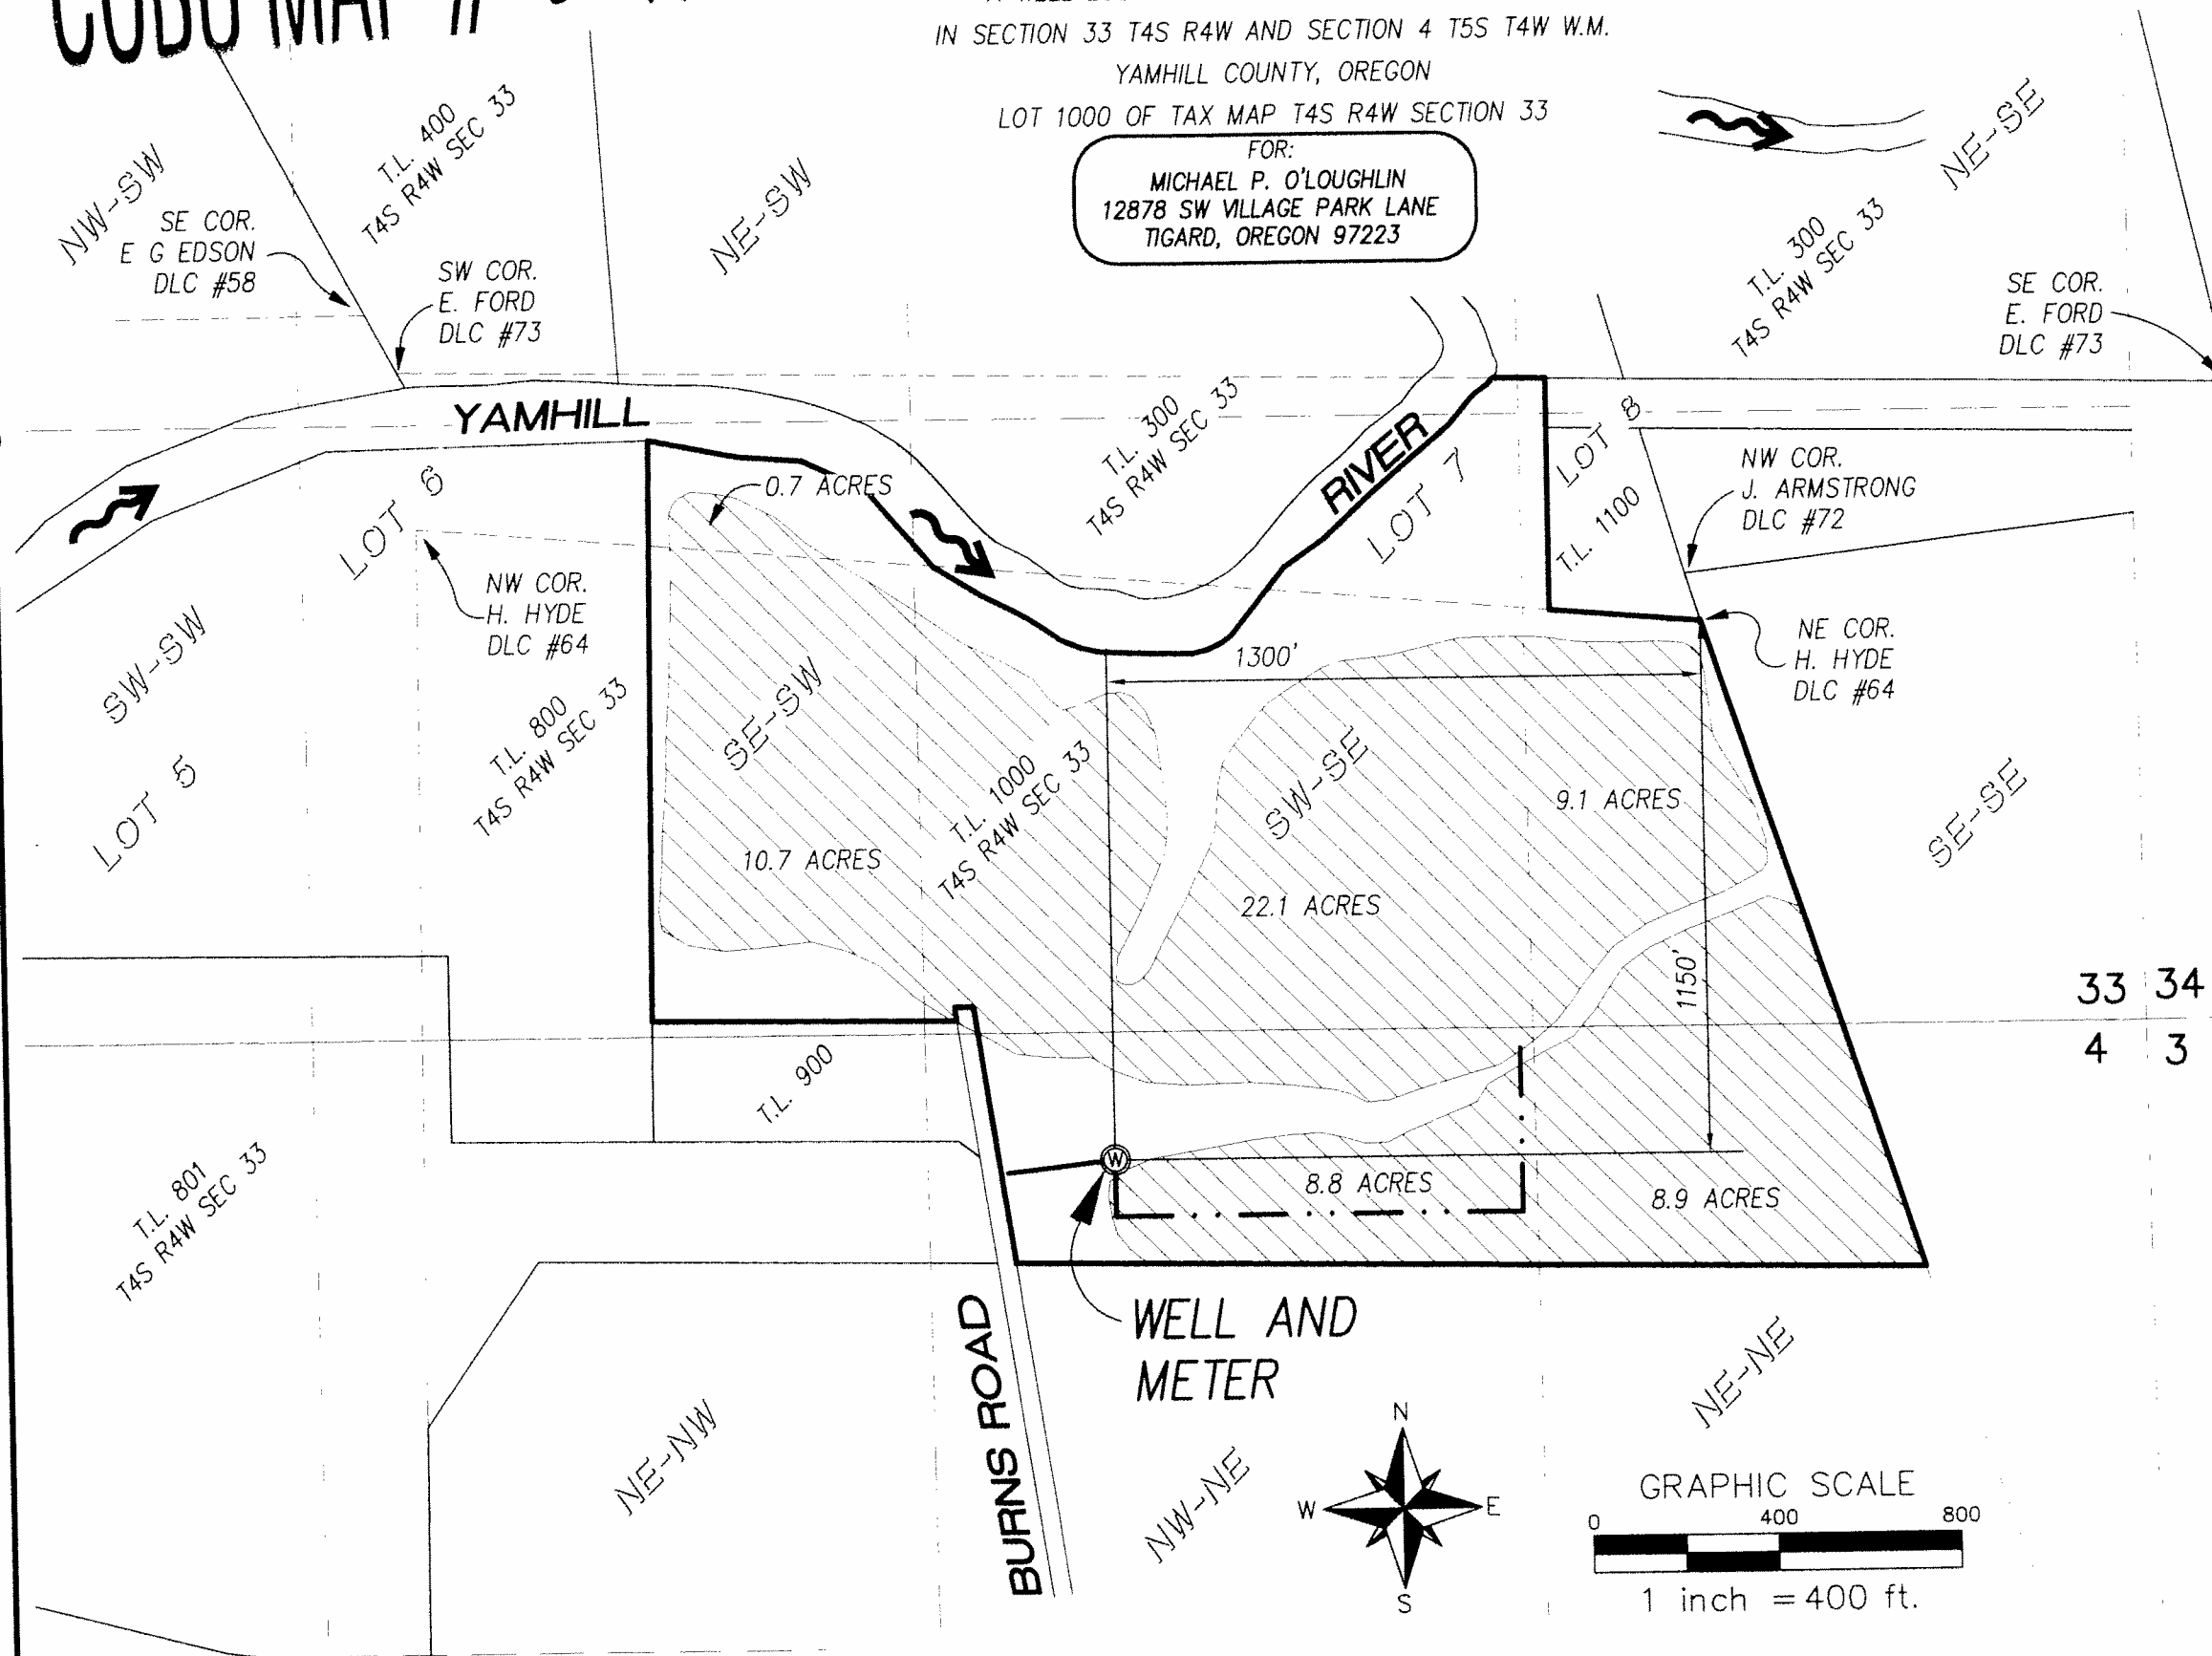 COBU MAP #
IN SECTION 33 T4S R4W AND SECTION 4 T5S T4W W.M.
YAMHILL COUNTY, OREGON
LOT 1000 OF TAX MAP T4S R4W SECTION 33
FOR:
MICHAEL P. O'LOUGHLIN
12878 SW VILLAGE PARK LANE
TIGARD, OREGON 97223
NW-SW
T.L. 400
T4S R4W SEC 33
NE-SW
NE-SE
SE COR.
E G EDSON
DLC #58
SW COR.
E. FORD
DLC #73
T.L. 300
T4S R4W SEC 33
SE COR.
E. FORD
DLC #73
YAMHILL
RIVER
T.L. 300
T4S R4W SEC 33
LOT 6
LOT 7
LOT 8
T.L. 1100
0.7 ACRES
NW COR.
J. ARMSTRONG
DLC #72
NW COR.
H. HYDE
DLC #64
NE COR.
H. HYDE
DLC #64
1300'
SW-SW
LOT 5
T.L. 800
T4S R4W SEC 33
SE-SW
T.L. 1000
T4S R4W SEC 33
SW-SE
9.1 ACRES
SE-SE
10.7 ACRES
22.1 ACRES
1150'
33 34
4 3
T.L. 900
T.L. 801
T4S R4W SEC 33
W
8.8 ACRES
8.9 ACRES
WELL AND
METER
BURNS ROAD
NE-NW
NW-NE
NE-NE
N
W E
S
GRAPHIC SCALE
0 400 800
1 inch = 400 ft.